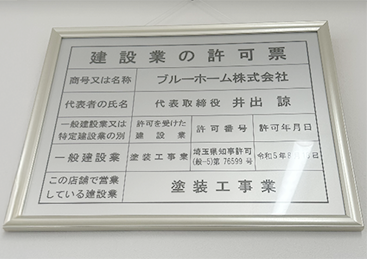 建設業の許可票
商号又は名称 ブルーホーム株式会社
代表者の氏名 代表取締役 井出 諒
一般建設業又は 許可を受けた 許可番号 許可年月日
特定建設業の別 建設業
一般建設業 塗装工事業 埼玉県知事許可 令和5年
(般-5)第76599号
この店舗で営業 塗装工事業
している建設業